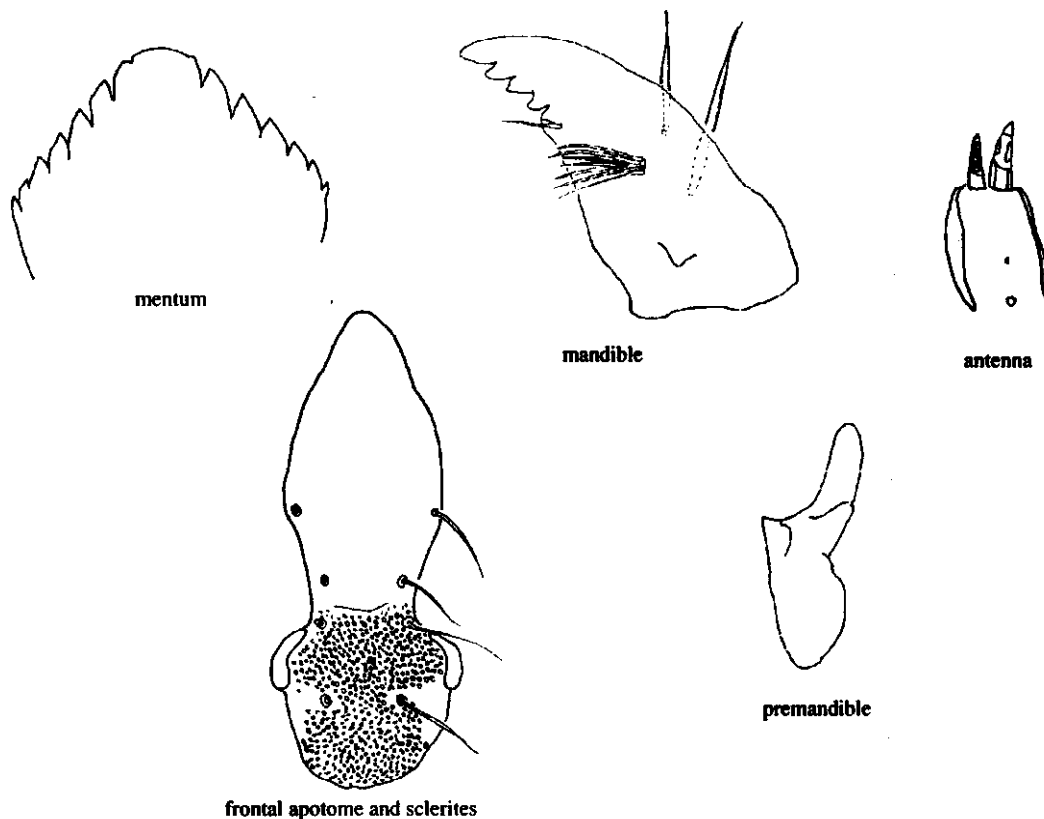 mentum
mandible
antenna
premandible
frontal apotome and sclerites